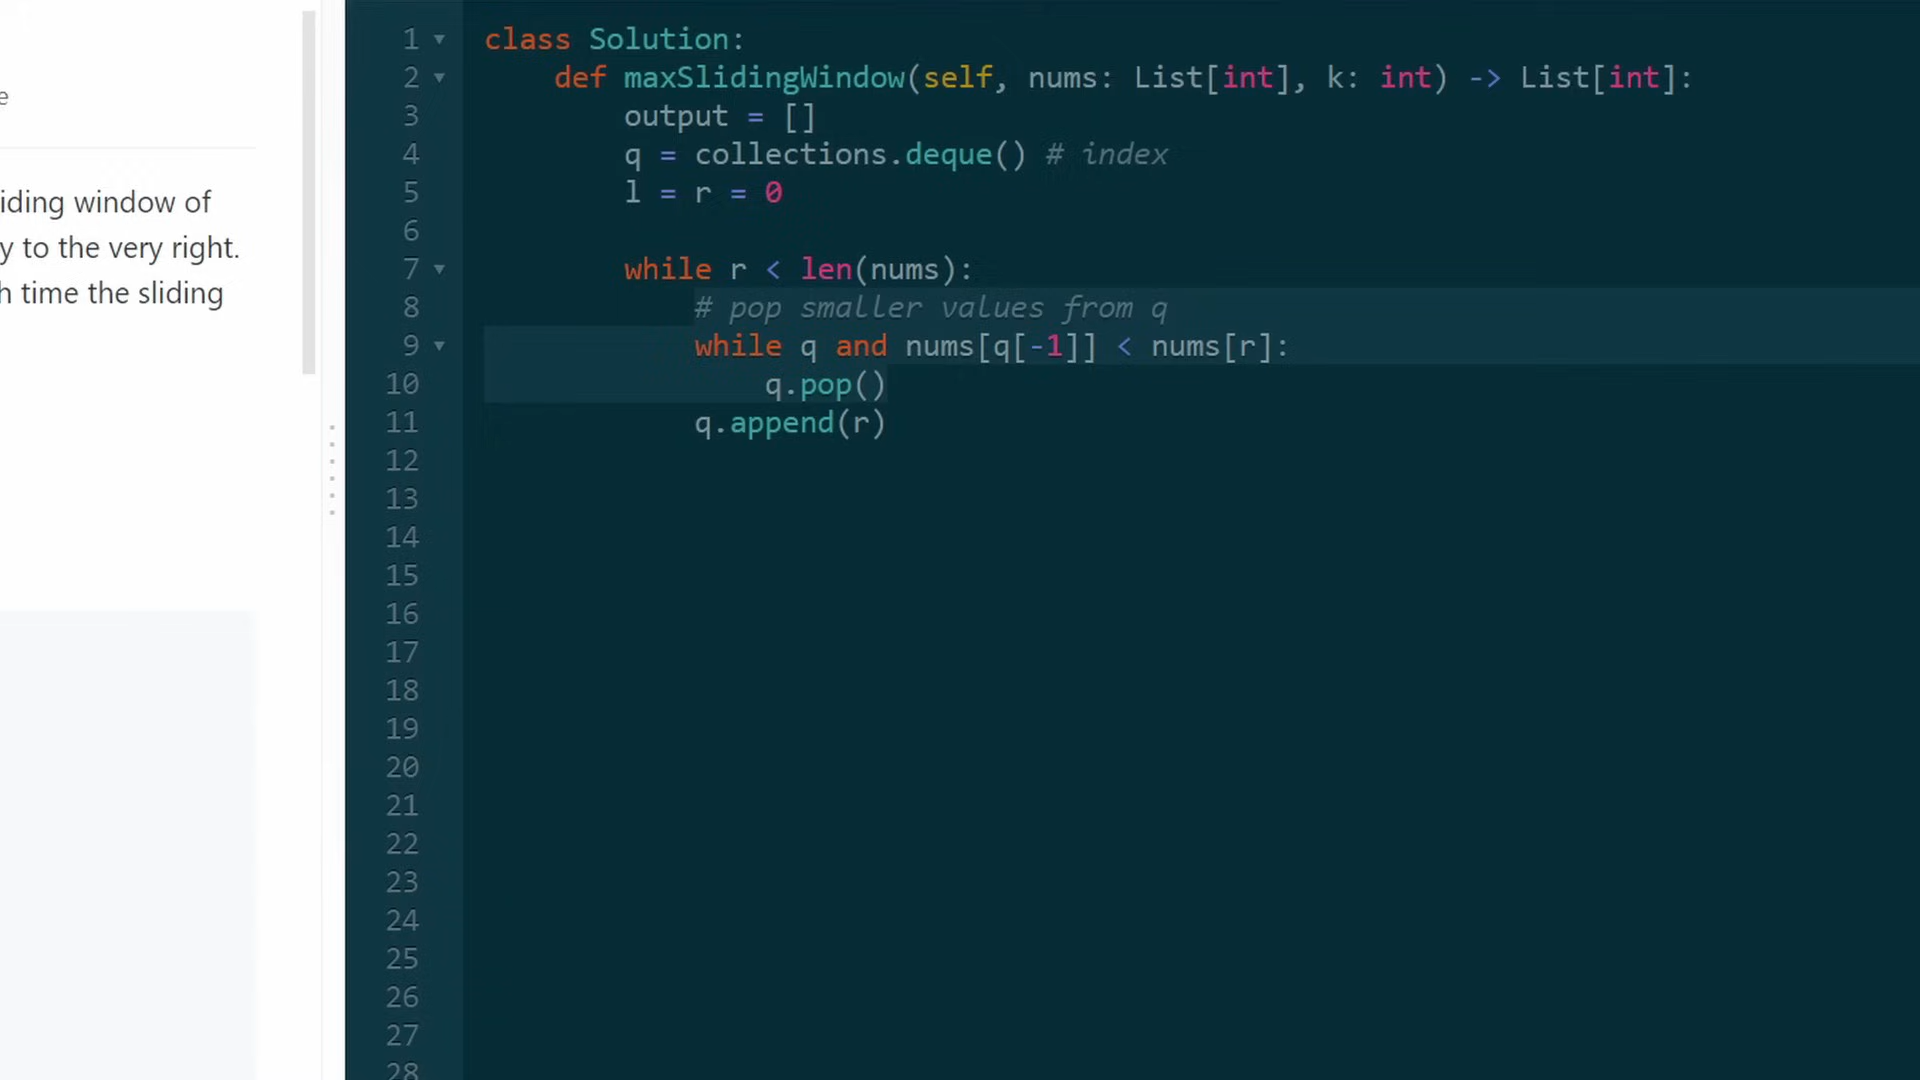 e
iding window of
y to the very right.
h time the sliding
1 class Solution:
2 def maxSlidingWindow(self, nums: List[int], k: int) -> List[int]:
3 output = []
4 q = collections.deque() # index
5 l = r = 0
6
7 while r < len(nums):
8 # pop smaller values from q
9 while q and nums[q[-1]] < nums[r]:
10 q.pop()
11 q.append(r)
12
13
14
15
16
17
18
19
20
21
22
23
24
25
26
27
28